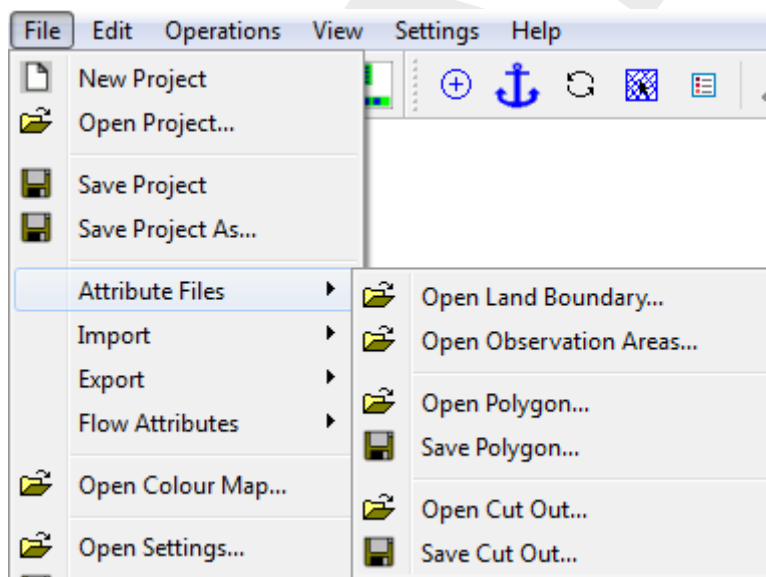 File Edit Operations View Settings Help
New Project
Open Project...
Save Project
Save Project As...
Attribute Files
Import
Export
Flow Attributes
Open Colour Map...
Open Settings...
Open Land Boundary...
Open Observation Areas...
Open Polygon...
Save Polygon...
Open Cut Out...
Save Cut Out...